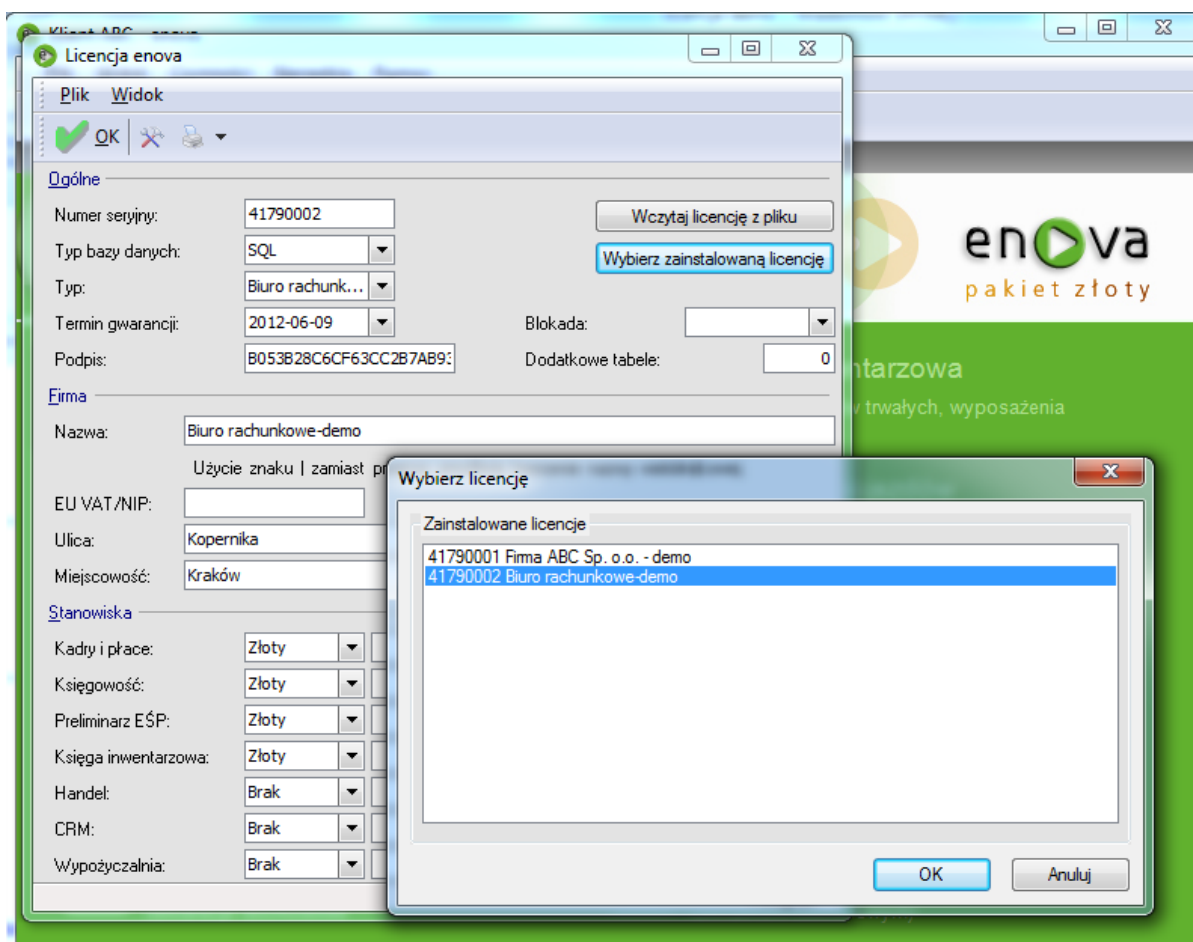 Klient ABC - enova
Licencja enova
Plik Widok
OK
Ogólne
Numer seryjny: 41790002 Wczytaj licencję z pliku
Typ bazy danych: SQL Wybierz zainstalowaną licencję
Typ: Biuro rachunk...
Termin gwarancji: 2012-06-09 Blokada:
Podpis: B053B28C6CF63CC2B7AB93 Dodatkowe tabele: 0
Firma
Nazwa: Biuro rachunkowe-demo
Użycie znaku | zamiast
EU VAT/NIP:
Ulica: Kopernika
Miejscowość: Kraków
Stanowiska
Kadry i płace: Złoty
Księgowość: Złoty
Preliminarz EŚP: Złoty
Księga inwentarzowa: Złoty
Handel: Brak
CRM: Brak
Wypożyczalnia: Brak
enova
pakiet złoty
ntarzowa
w trwałych, wyposażenia
Wybierz licencję
Zainstalowane licencje
41790001 Firma ABC Sp. o.o. - demo
41790002 Biuro rachunkowe-demo
OK Anuluj